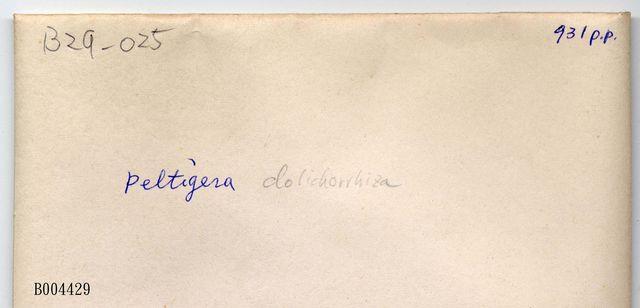 B29-025
931 p.p.
Peltigera dolichorrhiza
B004429